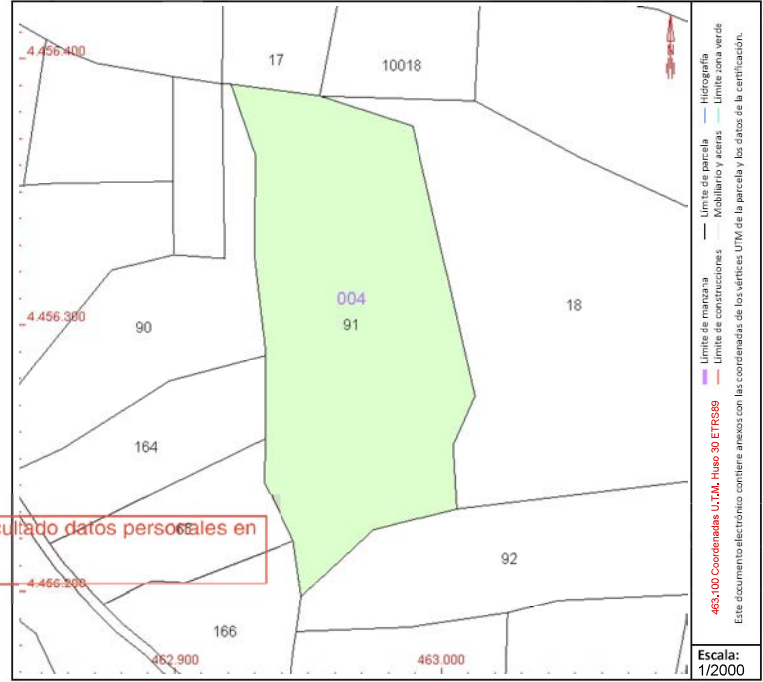 4.456.400
17
10018
4.456.300
90
004
91
18
164
ocultado datos personales en
92
4.456.200
166
462.900
463.000
463.100 Coordenadas U.T.M. Huso 30 ETRS89
Límite de manzana
Límite de parcela
Hidrografía
Límite de construcciones
Mobiliario y aceras
Límite zona verde
Este documento electrónico contiene anexos con las coordenadas de los vértices UTM de la parcela y los datos de la certificación.
Escala:
1/2000